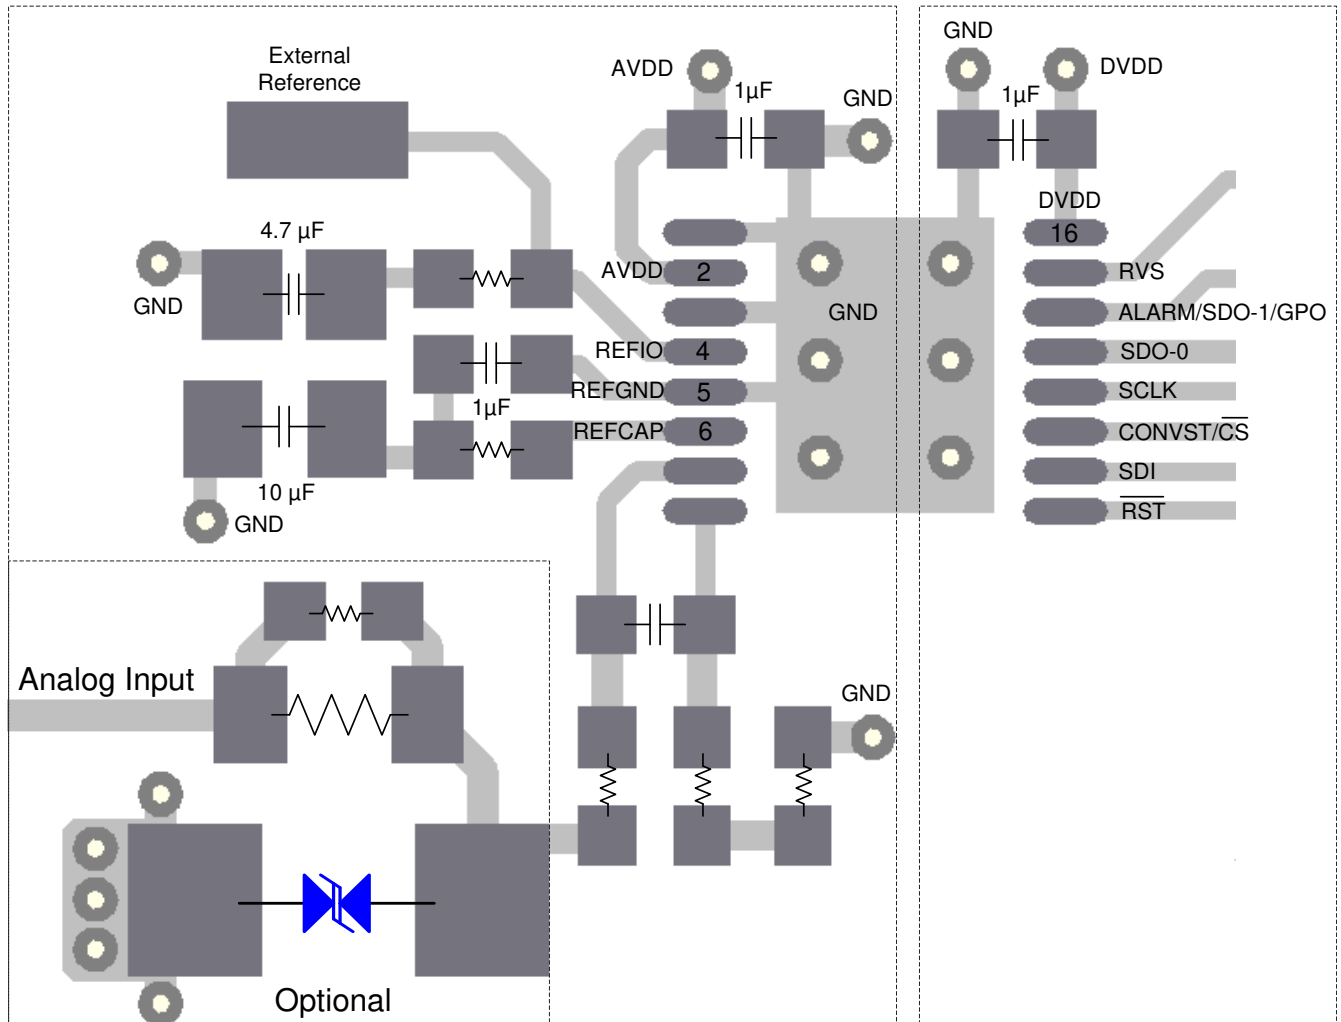 External
Reference
AVDD
1µF
GND
GND
1µF
DVDD
4.7 µF
GND
10 µF
GND
1µF
AVDD
2
REFIO
4
REFGND
5
REFCAP
6
GND
DVDD
16
RVS
ALARM/SDO-1/GPO
SDO-0
SCLK
CONVST/CS
SDI
RST
Analog Input
GND
Optional